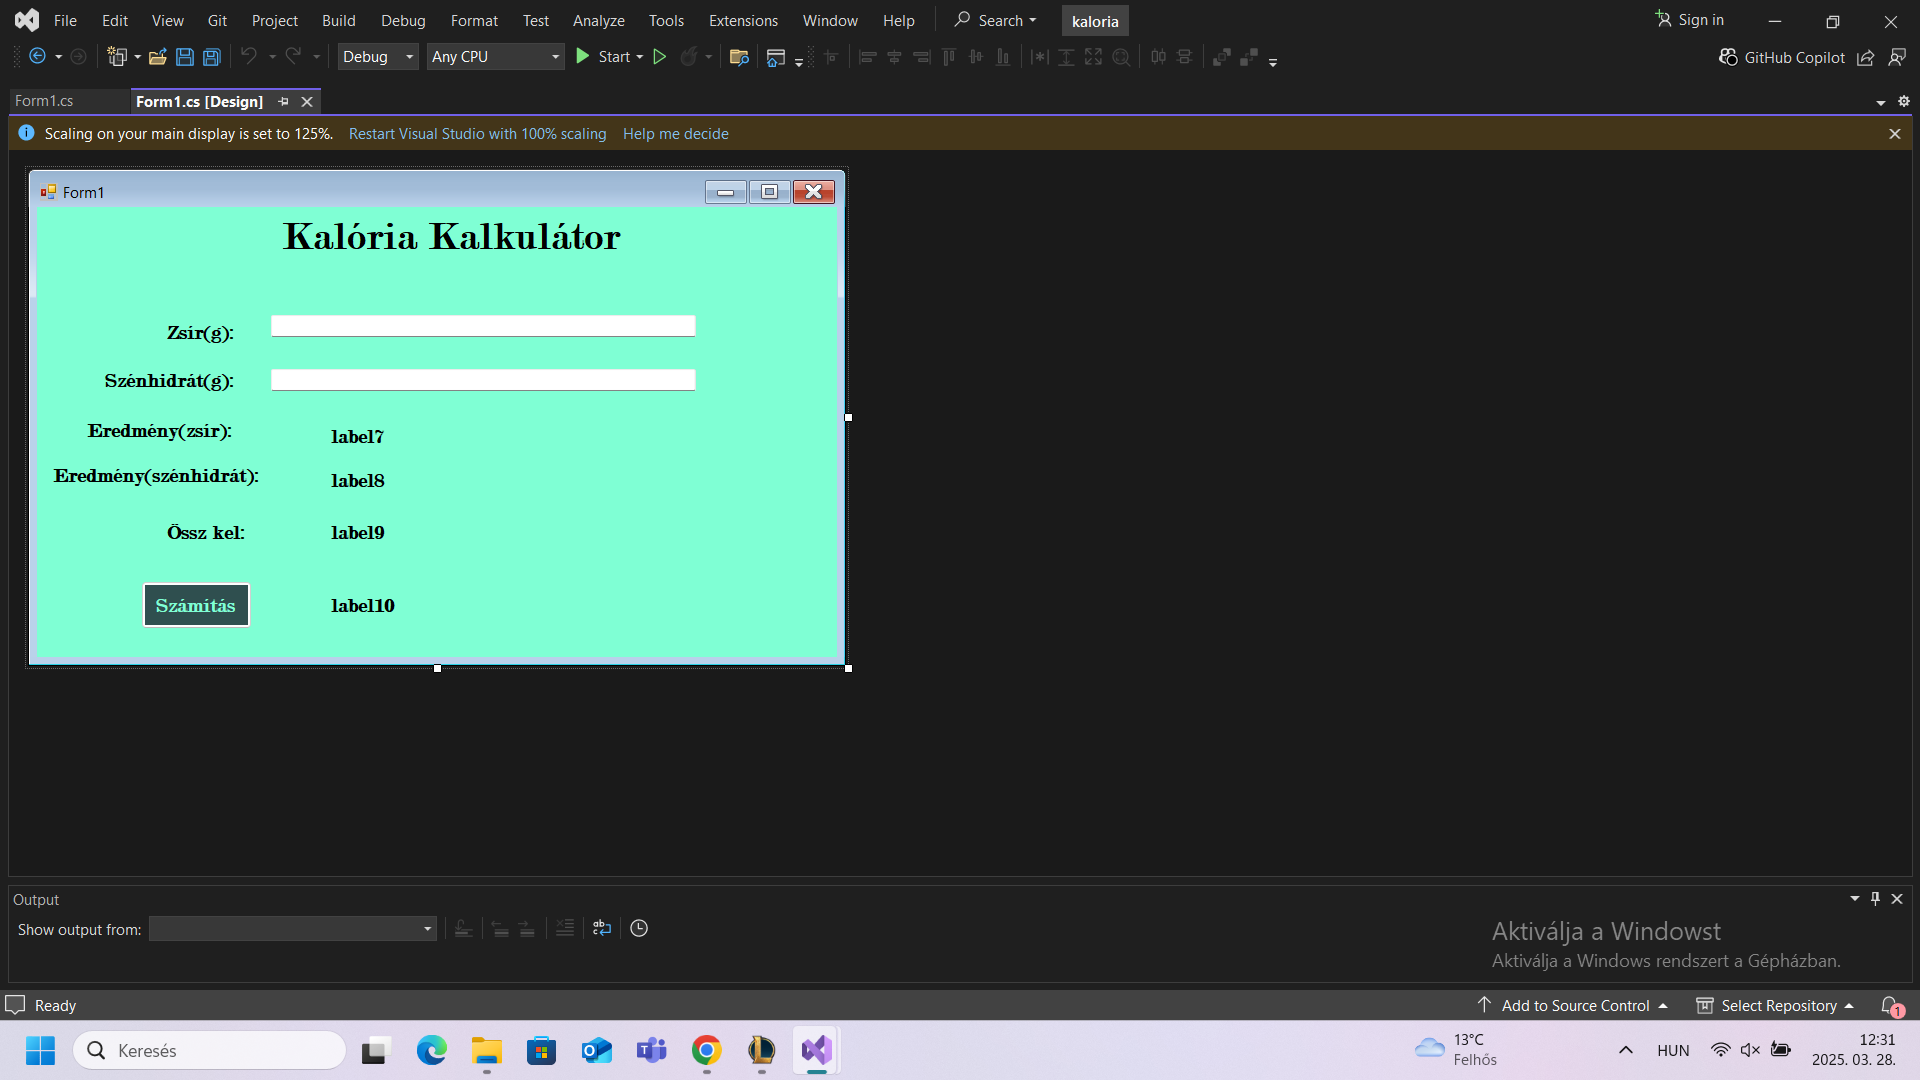 File Edit View Git Project Build Debug Format Test Analyze Tools Extensions Window Help Search kaloria Sign in
Debug Any CPU Start GitHub Copilot
Form1.cs Form1.cs [Design]
Scaling on your main display is set to 125%. Restart Visual Studio with 100% scaling Help me decide
Form1
Kalória Kalkulátor
Zsír(g):
Szénhidrát(g):
Eredmény(zsír): label7
Eredmény(szénhidrát): label8
Össz kel: label9
Számítás label10
Output
Show output from:
Aktiválja a Windowst
Aktiválja a Windows rendszert a Gépházban.
Ready Add to Source Control Select Repository 1
Keresés 13°C Felhős HUN 12:31
2025. 03. 28.